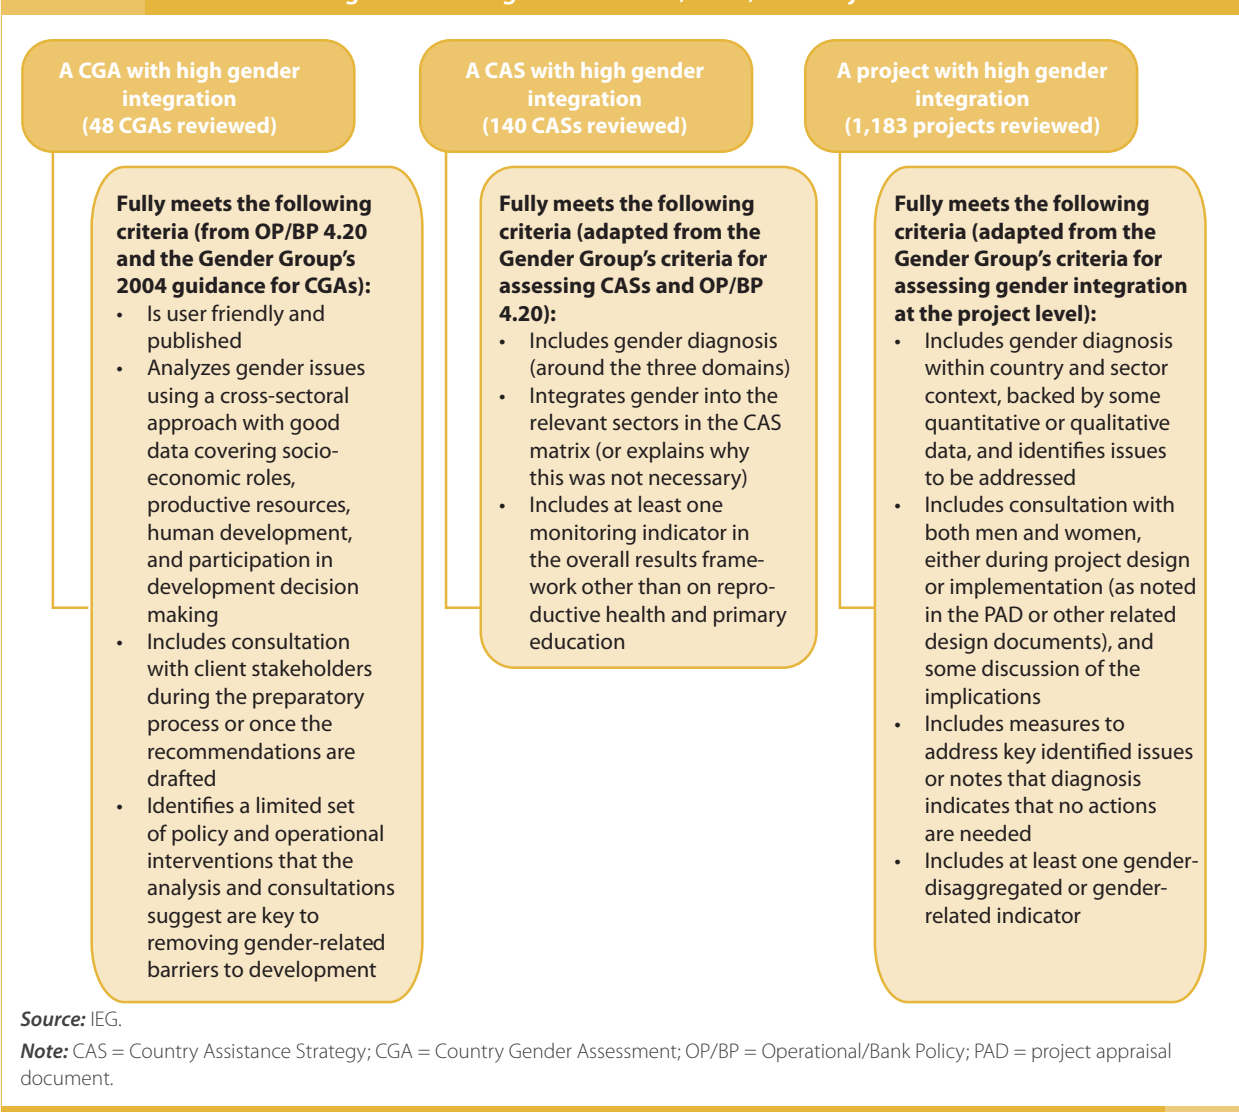 A CGA with high gender
integration
(48 CGAs reviewed)
Fully meets the following
criteria (from OP/BP 4.20
and the Gender Group’s
2004 guidance for CGAs):
• Is user friendly and
published
• Analyzes gender issues
using a cross-sectoral
approach with good
data covering socio-
economic roles,
productive resources,
human development,
and participation in
development decision
making
• Includes consultation
with client stakeholders
during the preparatory
process or once the
recommendations are
drafted
• Identifies a limited set
of policy and operational
interventions that the
analysis and consultations
suggest are key to
removing gender-related
barriers to development
A CAS with high gender
integration
(140 CASs reviewed)
Fully meets the following
criteria (adapted from the
Gender Group’s criteria for
assessing CASs and OP/BP
4.20):
• Includes gender diagnosis
(around the three domains)
• Integrates gender into the
relevant sectors in the CAS
matrix (or explains why
this was not necessary)
• Includes at least one
monitoring indicator in
the overall results frame-
work other than on repro-
ductive health and primary
education
A project with high gender
integration
(1,183 projects reviewed)
Fully meets the following
criteria (adapted from the
Gender Group’s criteria for
assessing gender integration
at the project level):
• Includes gender diagnosis
within country and sector
context, backed by some
quantitative or qualitative
data, and identifies issues
to be addressed
• Includes consultation with
both men and women,
either during project design
or implementation (as noted
in the PAD or other related
design documents), and
some discussion of the
implications
• Includes measures to
address key identified issues
or notes that diagnosis
indicates that no actions
are needed
• Includes at least one gender-
disaggregated or gender-
related indicator
Source: IEG.
Note: CAS = Country Assistance Strategy; CGA = Country Gender Assessment; OP/BP = Operational/Bank Policy; PAD = project appraisal
document.